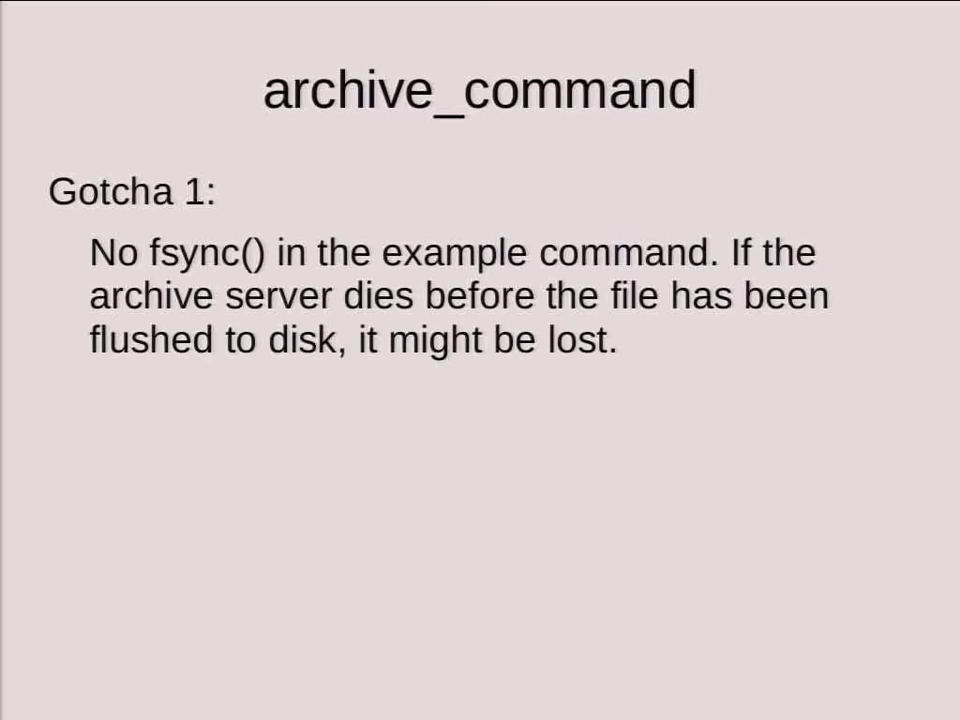 archive_command
Gotcha 1:
No fsync() in the example command. If the
archive server dies before the file has been
flushed to disk, it might be lost.